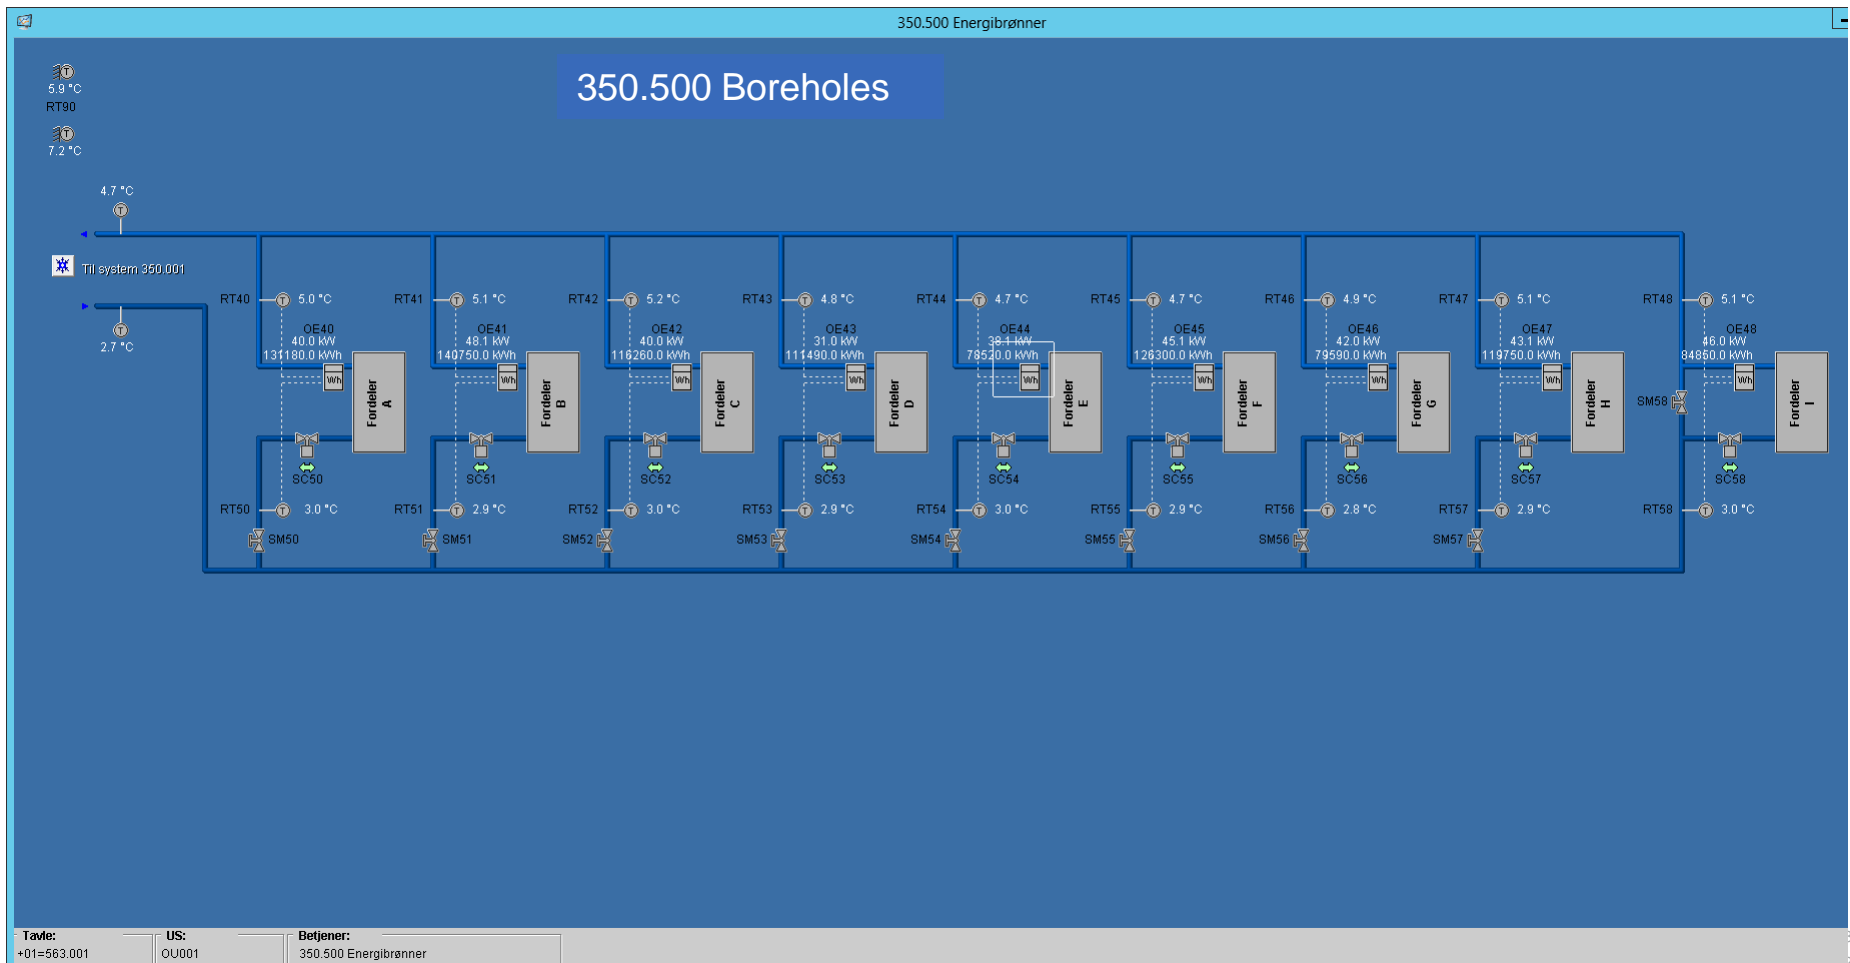 350.500 Energibrønner
350.500 Boreholes
5.9 °C
RT90
7.2 °C
4.7 °C
Til system 350.001
2.7 °C
RT40 5.0 °C RT41 5.1 °C RT42 5.2 °C RT43 4.8 °C RT44 4.7 °C RT45 4.7 °C RT46 4.9 °C RT47 5.1 °C RT48 5.1 °C
OE40 OE41 OE42 OE43 OE44 OE45 OE46 OE47 OE48
40.0 kW 48.1 kW 40.0 kW 31.0 kW 38.1 kW 45.1 kW 42.0 kW 43.1 kW 46.0 kW
131180.0 kWh 140750.0 kWh 116260.0 kWh 111490.0 kWh 78520.0 kWh 126300.0 kWh 79590.0 kWh 119750.0 kWh 84850.0 kWh
Wh Wh Wh Wh Wh Wh Wh Wh Wh
Fordeler A Fordeler B Fordeler C Fordeler D Fordeler E Fordeler F Fordeler G Fordeler H Fordeler I
SM58
SC50 SC51 SC52 SC53 SC54 SC55 SC56 SC57 SC58
RT50 3.0 °C RT51 2.9 °C RT52 3.0 °C RT53 2.9 °C RT54 3.0 °C RT55 2.9 °C RT56 2.8 °C RT57 2.9 °C RT58 3.0 °C
SM50 SM51 SM52 SM53 SM54 SM55 SM56 SM57
Tavle: US: Betjener:
+01=563.001 OU001 350.500 Energibrønner